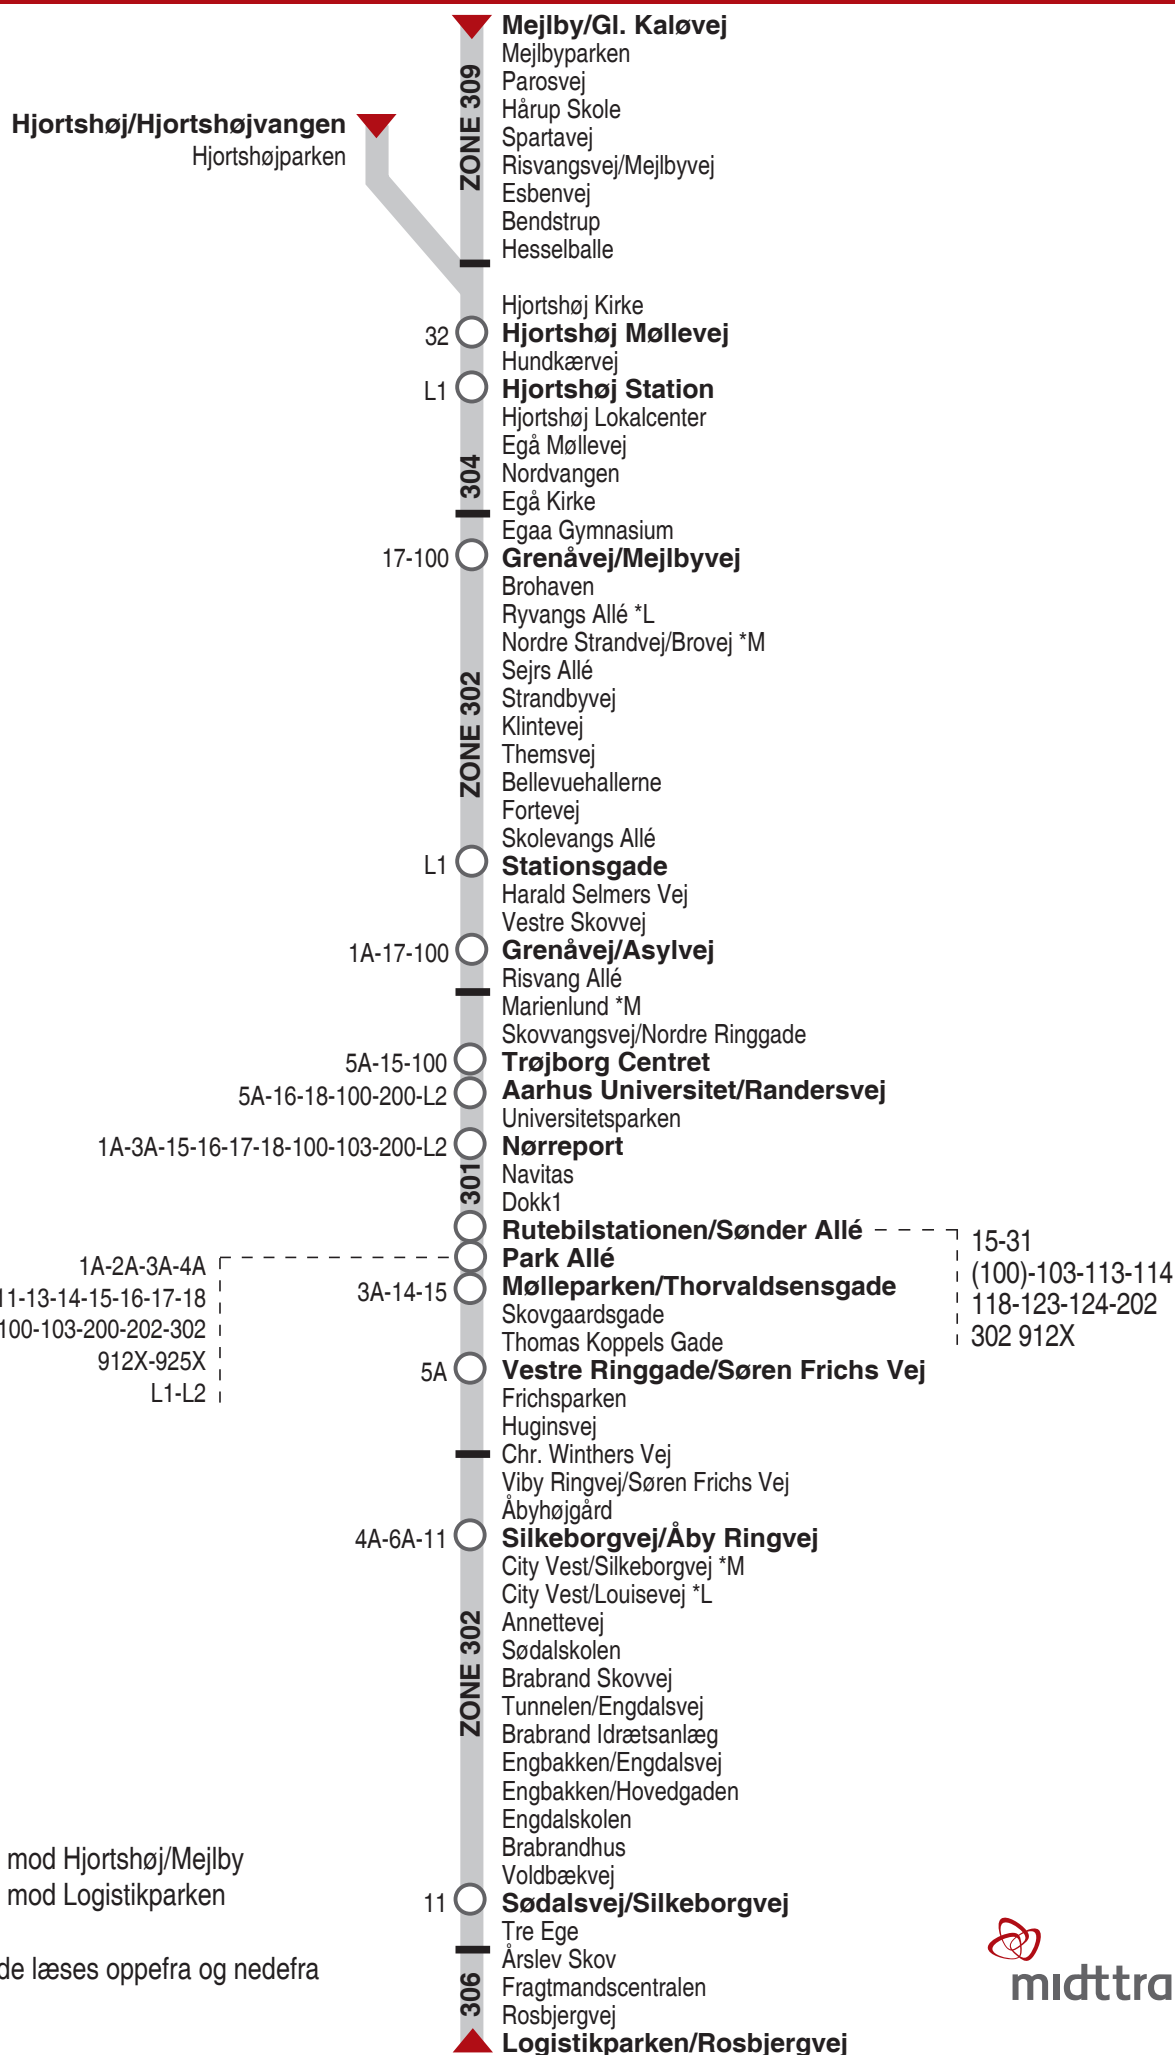 Mejlby/Gl. Kaløvej
Mejlbyparken
Parosvej
Hårup Skole
Spartavej
Risvangsvej/Mejlbyvej
Esbenvej
Bendstrup
Hesselballe
ZONE 309
Hjortshøj/Hjortshøjvangen
Hjortshøjparken
Hjortshøj Kirke
32 Hjortshøj Møllevej
Hundkærvej
L1 Hjortshøj Station
Hjortshøj Lokalcenter
Egå Møllevej
Nordvangen
Egå Kirke
304
Egaa Gymnasium
17-100 Grenåvej/Mejlbyvej
Brohaven
Ryvangs Allé *L
Nordre Strandvej/Brovej *M
Sejrs Allé
Strandbyvej
Klintevej
Themsvej
Bellevuehallerne
Fortevej
Skolevangs Allé
ZONE 302
L1 Stationsgade
Harald Selmers Vej
Vestre Skovvej
1A-17-100 Grenåvej/Asylvej
Risvang Allé
Marienlund *M
Skovvangsvej/Nordre Ringgade
5A-15-100 Trøjborg Centret
5A-16-18-100-200-L2 Aarhus Universitet/Randersvej
Universitetsparken
1A-3A-15-16-17-18-100-103-200-L2 Nørreport
Navitas
Dokk1
301
Rutebilstationen/Sønder Allé
15-31
(100)-103-113-114
118-123-124-202
302 912X
Park Allé
1A-2A-3A-4A
11-13-14-15-16-17-18
100-103-200-202-302
912X-925X
L1-L2
3A-14-15 Mølleparken/Thorvaldsensgade
Skovgaardsgade
Thomas Koppels Gade
5A Vestre Ringgade/Søren Frichs Vej
Frichsparken
Huginsvej
Chr. Winthers Vej
Viby Ringvej/Søren Frichs Vej
Åbyhøjgård
4A-6A-11 Silkeborgvej/Åby Ringvej
City Vest/Silkeborgvej *M
City Vest/Louisevej *L
Annettevej
Sødalskolen
Brabrand Skovvej
Tunnelen/Engdalsvej
Brabrand Idrætsanlæg
Engbakken/Engdalsvej
Engbakken/Hovedgaden
Engdalskolen
Brabrandhus
Voldbækvej
ZONE 302
11 Sødalsvej/Silkeborgvej
Tre Ege
Årslev Skov
Fragtmandscentralen
Rosbjergvej
306
Logistikparken/Rosbjergvej
mod Hjortshøj/Mejlby
mod Logistikparken
de læses oppefra og nedefra
midttra